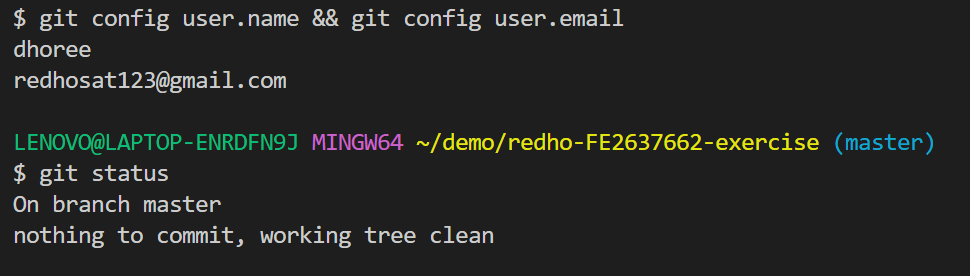 $ git config user.name && git config user.email
dhoree
redhosat123@gmail.com
LENOVO@LAPTOP-ENRDFN9J MINGW64 ~/demo/redho-FE2637662-exercise (master)
$ git status
On branch master
nothing to commit, working tree clean